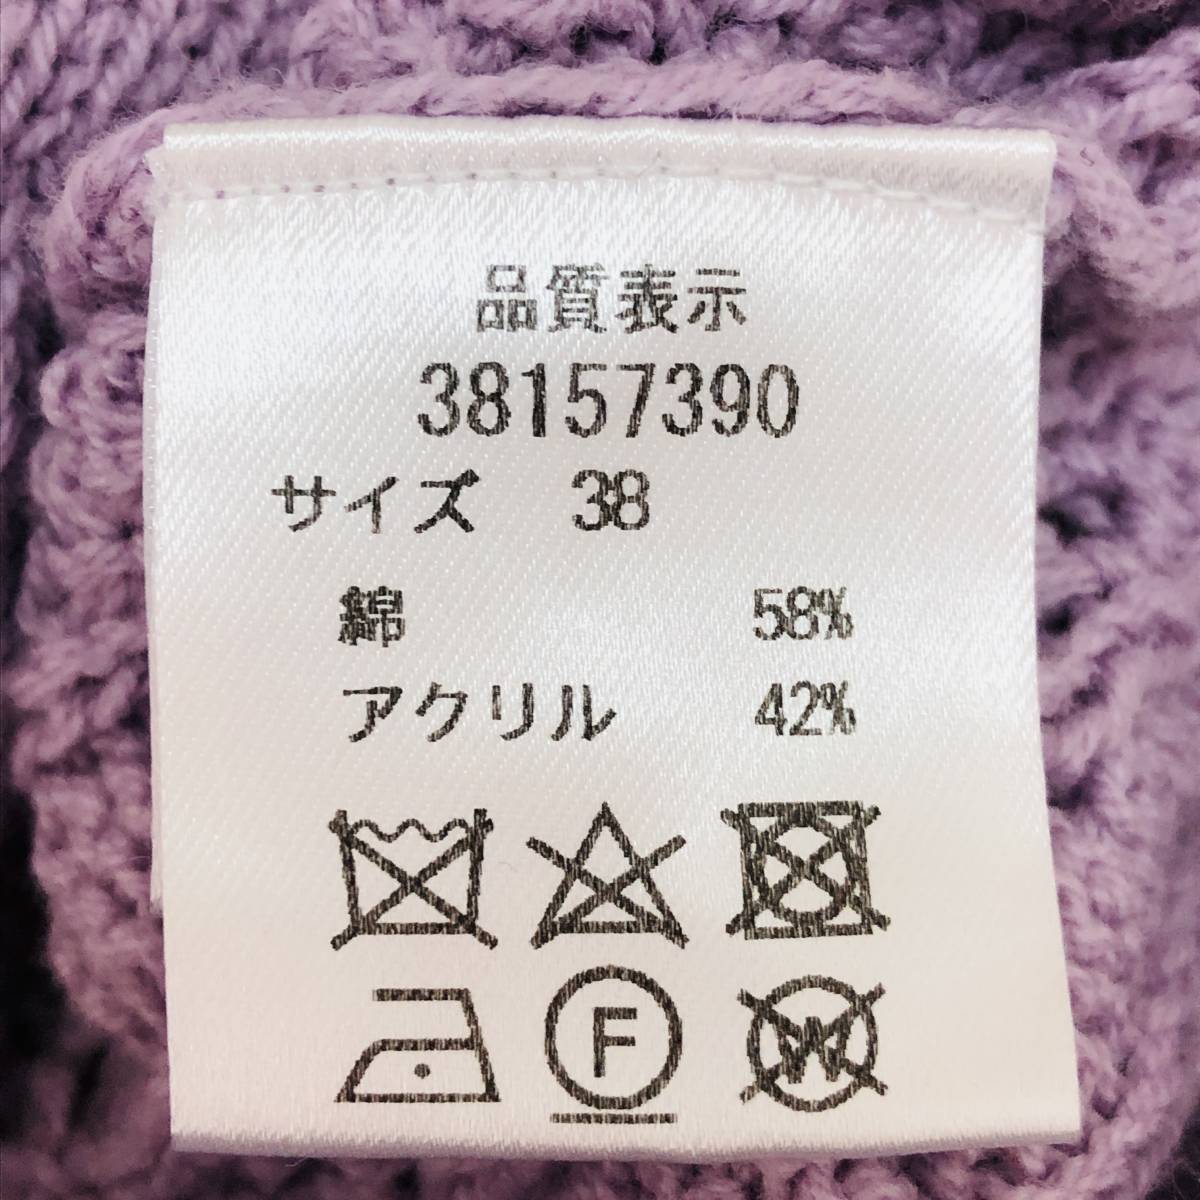 品質表示
38157390
サイズ 38
綿 58%
アクリル 42%
F W